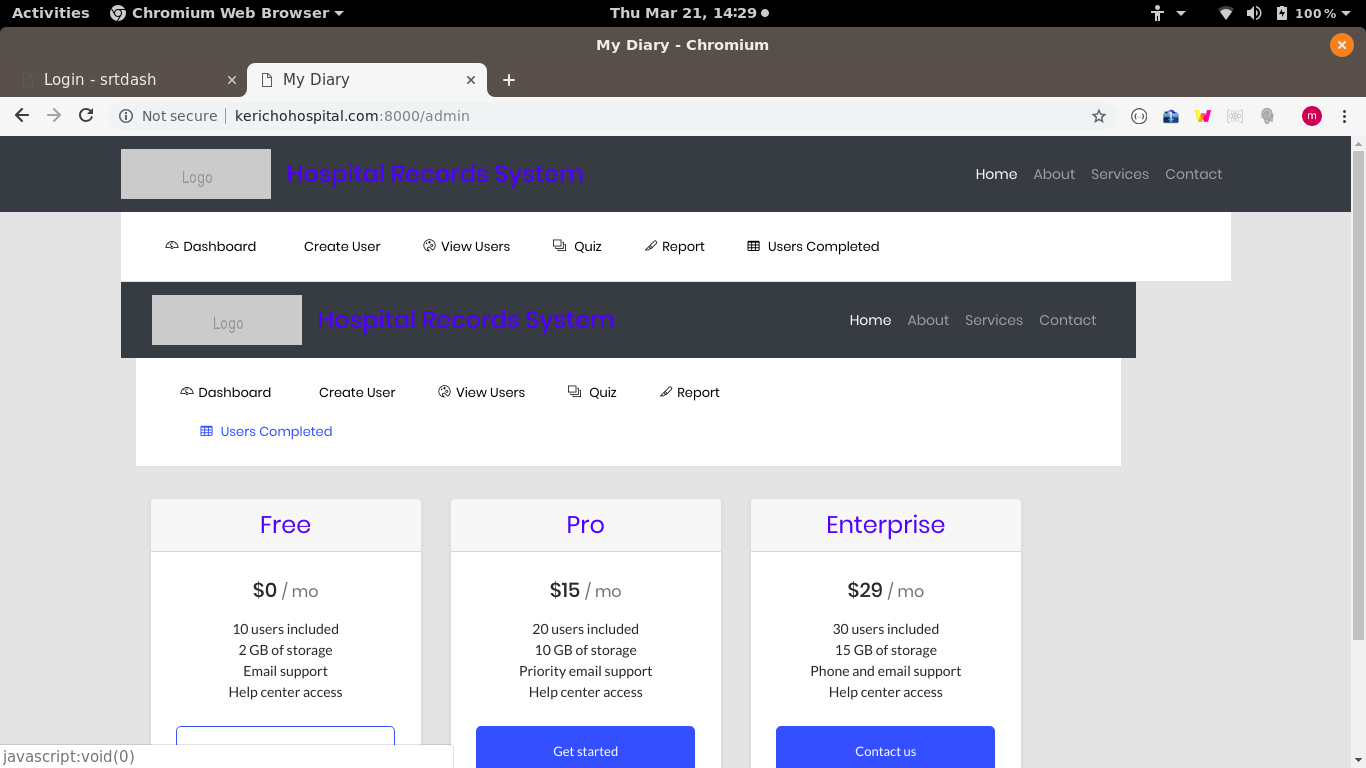 Activities Chromium Web Browser Thu Mar 21, 14:29 100 %
My Diary - Chromium
Login - srtdash My Diary
Not secure kerichohospital.com:8000/admin m
Logo Hospital Records System Home About Services Contact
Dashboard Create User View Users Quiz Report Users Completed
Logo Hospital Records System Home About Services Contact
Dashboard Create User View Users Quiz Report
Users Completed
Free Pro Enterprise
$0 / mo $15 / mo $29 / mo
10 users included 20 users included 30 users included
2 GB of storage 10 GB of storage 15 GB of storage
Email support Priority email support Phone and email support
Help center access Help center access Help center access
Get started Contact us
javascript:void(0)